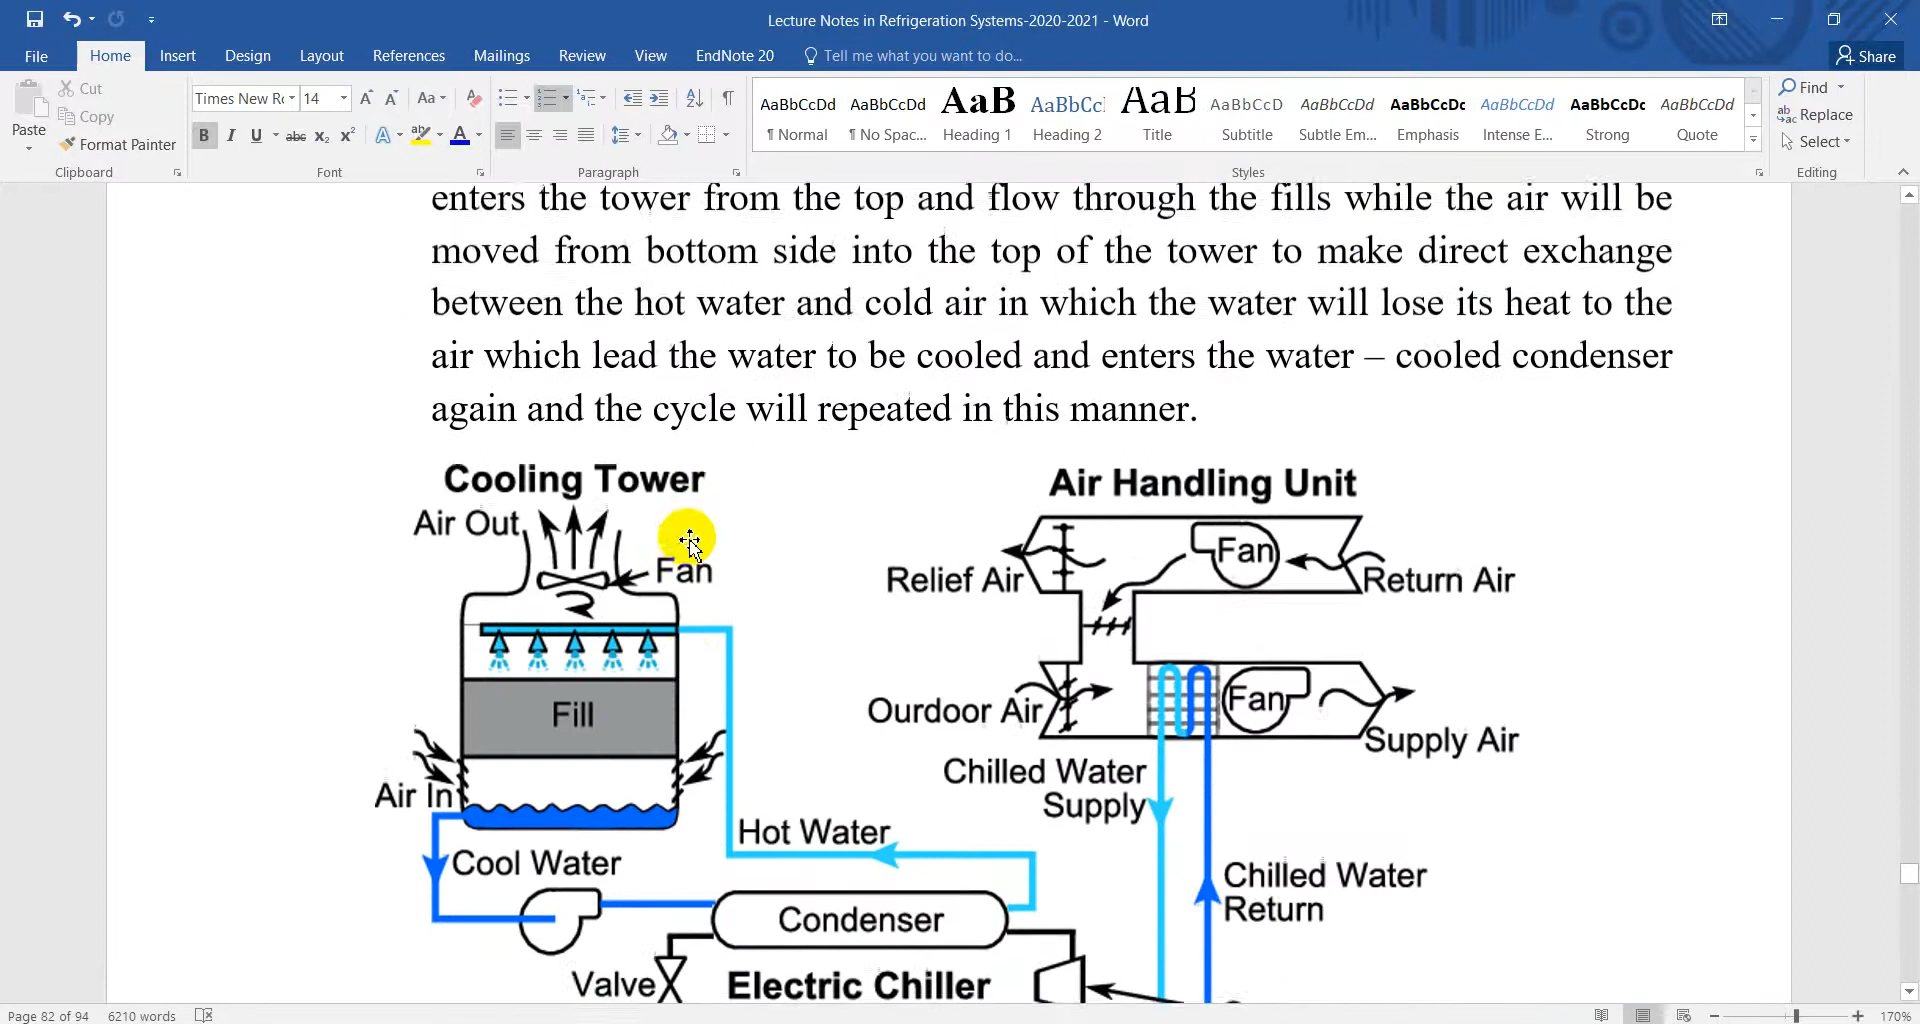 Lecture Notes in Refrigeration Systems-2020-2021 - Word
File Home Insert Design Layout References Mailings Review View EndNote 20 Tell me what you want to do... Share
Paste
Cut
Copy
Format Painter
Clipboard
Times New Ro 14 Aa
B I U abc x₂ x² A A
Font
Paragraph
AaBbCcDd AaBbCcDd AaB AaBbCc AaB AaBbCcD AaBbCcDd AaBbCcDc AaBbCcDd AaBbCcDc AaBbCcDd
¶ Normal ¶ No Spac... Heading 1 Heading 2 Title Subtitle Subtle Em... Emphasis Intense E... Strong Quote
Styles
Find
Replace
Select
Editing
enters the tower from the top and flow through the fills while the air will be
moved from bottom side into the top of the tower to make direct exchange
between the hot water and cold air in which the water will lose its heat to the
air which lead the water to be cooled and enters the water – cooled condenser
again and the cycle will repeated in this manner.
Cooling Tower
Air Out
Fan
Fill
Air In
Cool Water
Hot Water
Condenser
Valve
Electric Chiller
Air Handling Unit
Fan
Relief Air
Return Air
Ourdoor Air
Fan
Supply Air
Chilled Water
Supply
Chilled Water
Return
Page 82 of 94 6210 words 170%